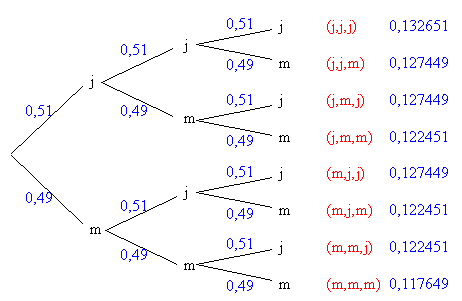 0,51 j (j,j,j) 0,132651
0,51 j
0,49 m (j,j,m) 0,127449
j
0,51 0,49 0,51 j (j,m,j) 0,127449
m
0,49 m (j,m,m) 0,122451
0,51 j (m,j,j) 0,127449
0,49 0,51 j
0,49 m (m,j,m) 0,122451
m
0,49 0,51 j (m,m,j) 0,122451
m
0,49 m (m,m,m) 0,117649